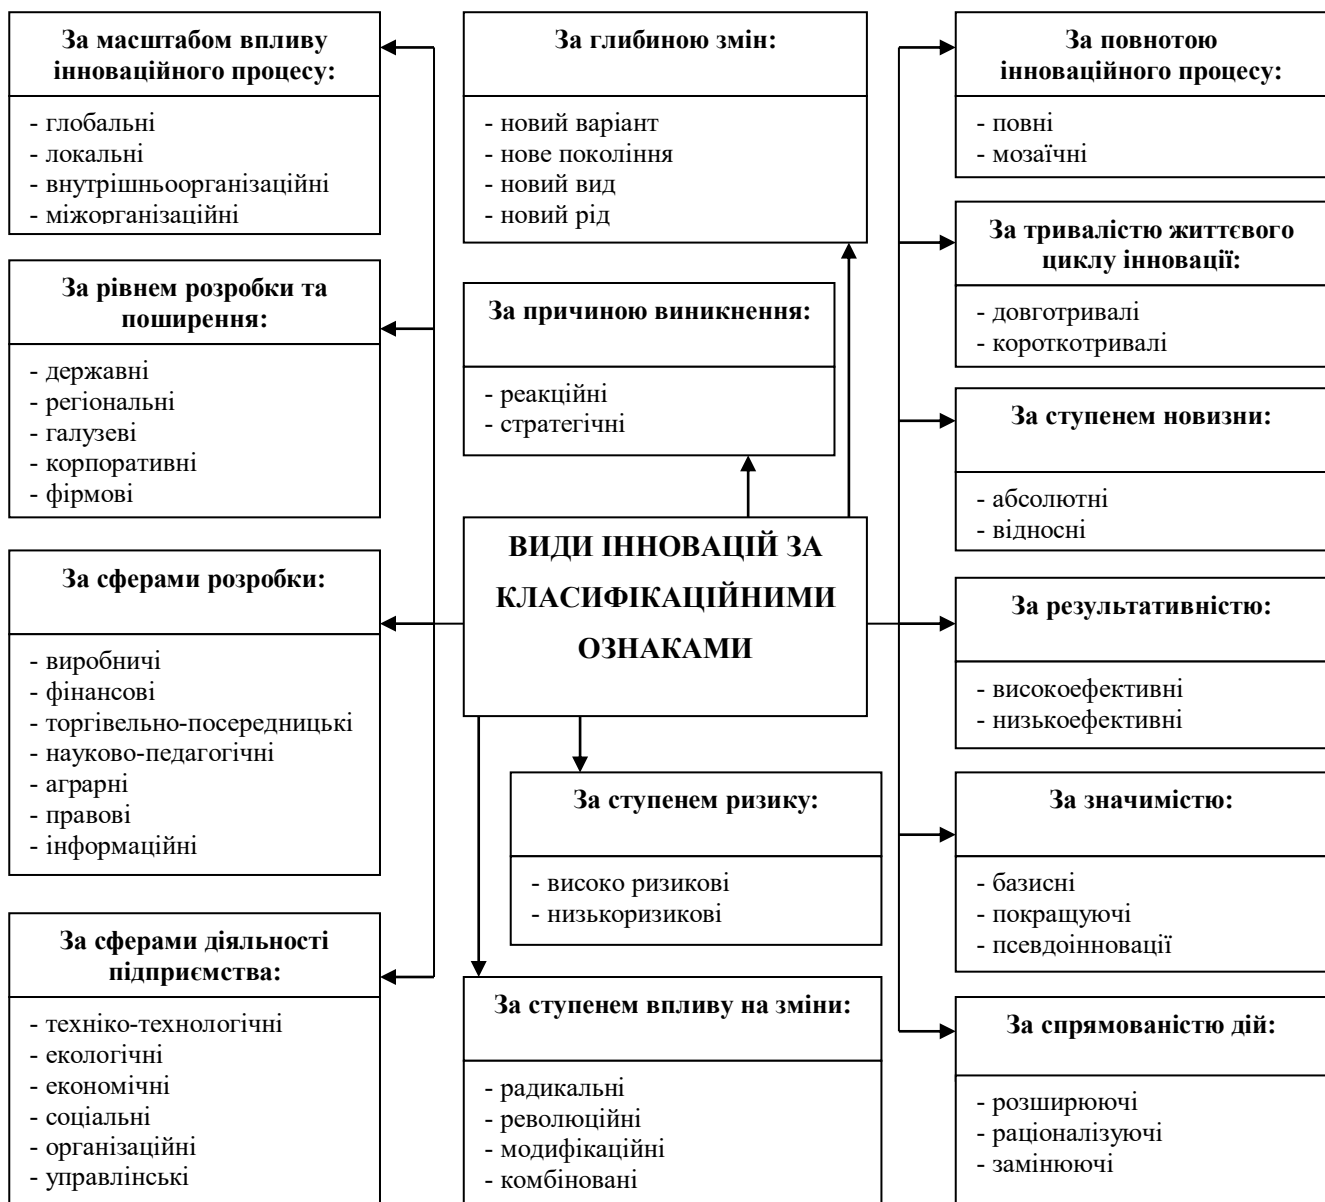 За масштабом впливу
інноваційного процесу:
- глобальні
- локальні
- внутрішньоорганізаційні
- міжорганізаційні
За рівнем розробки та
поширення:
- державні
- регіональні
- галузеві
- корпоративні
- фірмові
За сферами розробки:
- виробничі
- фінансові
- торгівельно-посередницькі
- науково-педагогічні
- аграрні
- правові
- інформаційні
За сферами діяльності
підприємства:
- техніко-технологічні
- екологічні
- економічні
- соціальні
- організаційні
- управлінські
За глибиною змін:
- новий варіант
- нове покоління
- новий вид
- новий рід
За причиною виникнення:
- реакційні
- стратегічні
ВИДИ ІННОВАЦІЙ ЗА
КЛАСИФІКАЦІЙНИМИ
ОЗНАКАМИ
За ступенем ризику:
- високо ризикові
- низькоризикові
За ступенем впливу на зміни:
- радикальні
- революційні
- модифікаційні
- комбіновані
За повнотою
інноваційного процесу:
- повні
- мозаїчні
За тривалістю життєвого
циклу інновації:
- довготривалі
- короткотривалі
За ступенем новизни:
- абсолютні
- відносні
За результативністю:
- високоефективні
- низькоефективні
За значимістю:
- базисні
- покращуючі
- псевдоінновації
За спрямованістю дій:
- розширюючі
- раціоналізуючі
- замінюючі